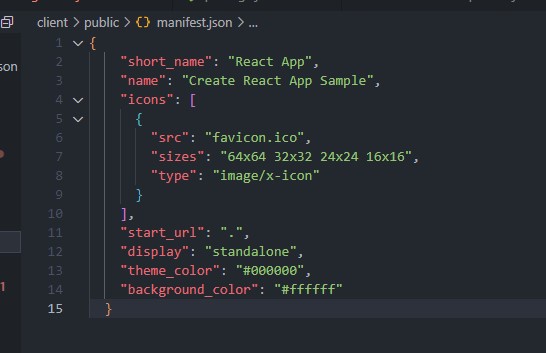 client > public > {} manifest.json > ...
son
1 {
2 "short_name": "React App",
3 "name": "Create React App Sample",
4 "icons": [
5 {
6 "src": "favicon.ico",
7 "sizes": "64x64 32x32 24x24 16x16",
8 "type": "image/x-icon"
9 }
10 ],
11 "start_url": ".",
12 "display": "standalone",
13 "theme_color": "#000000",
14 "background_color": "#ffffff"
1
15 }